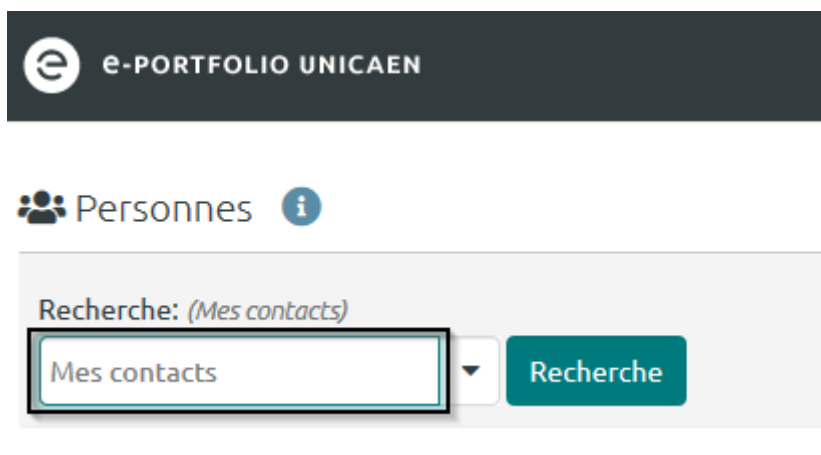 e-PORTFOLIO UNICAEN
Personnes
Recherche: (Mes contacts)
Mes contacts
Recherche